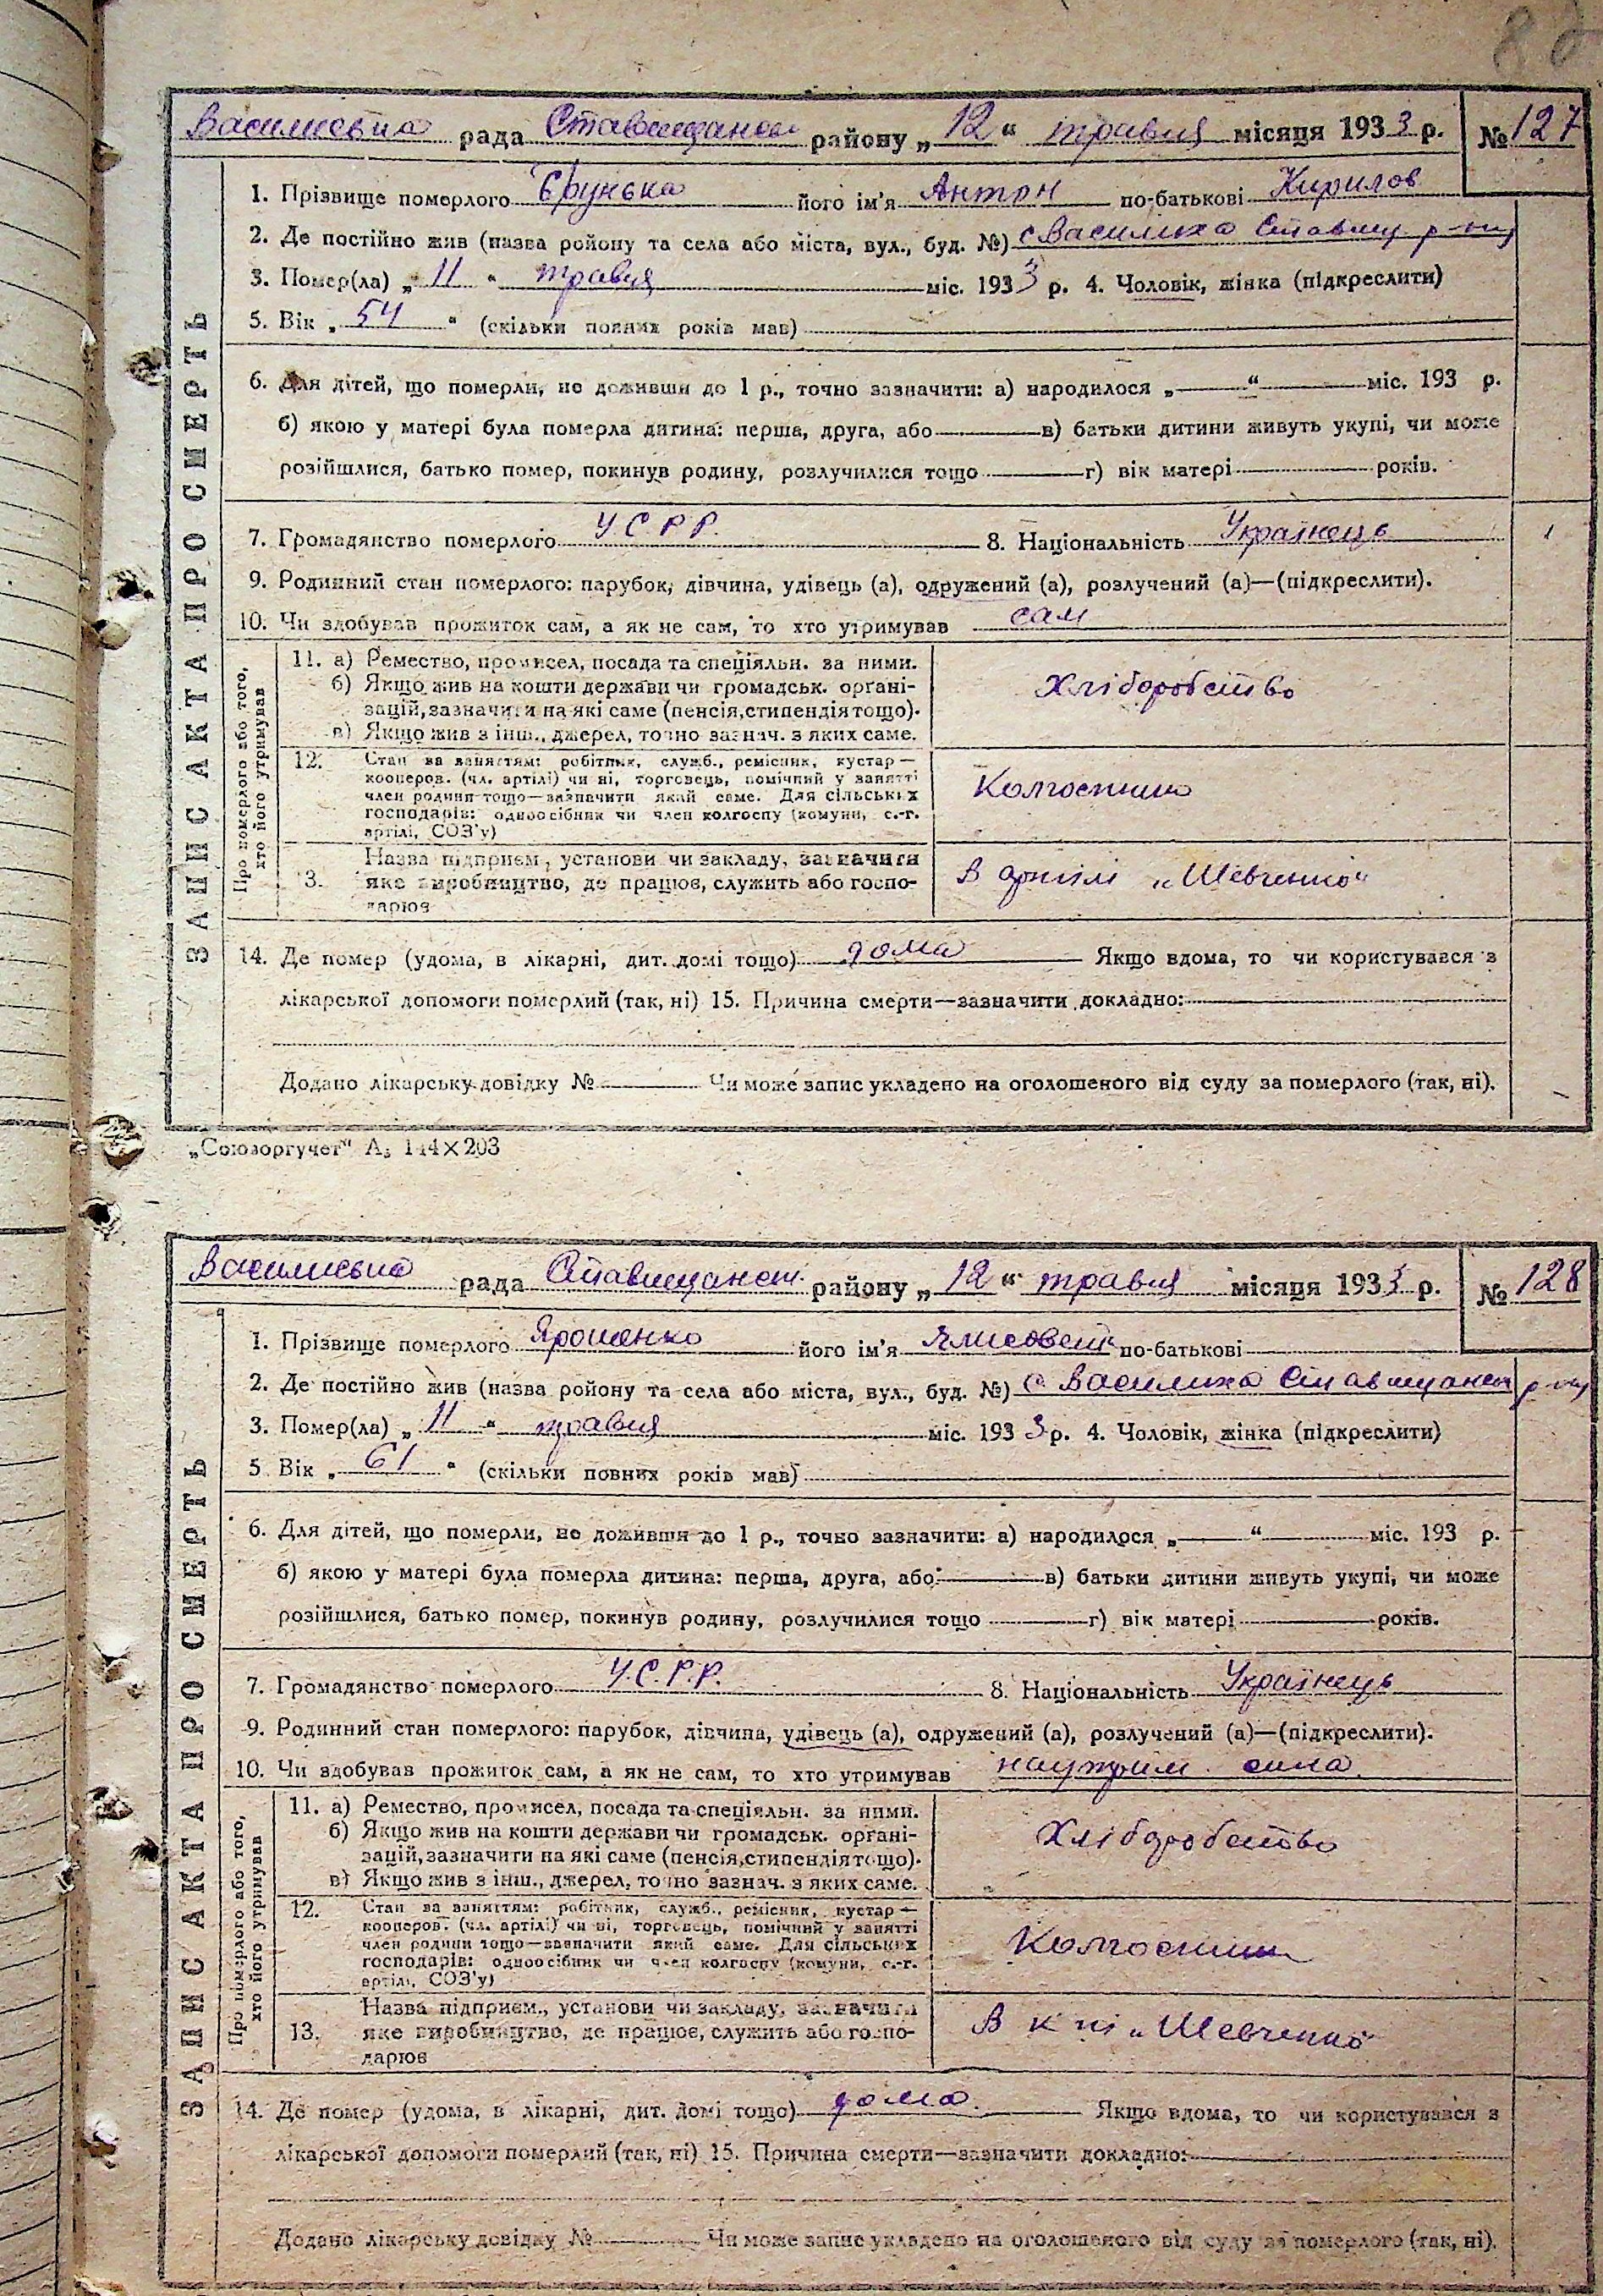 82
Василиська рада Ставищанськ району „12“ травня місяця 1933 р. № 127
ЗАПИС АКТА ПРО СМЕРТЬ
1. Прізвище померлого Єрунька його ім'я Антон по-батькові Кирилов
2. Де постійно жив (назва ройону та села або міста, вул., буд. №) с Василиха Ставищ. р-ну
3. Помер(ла) „11“ травня міс. 1933 р. 4. Чоловік, жінка (підкреслити)
5. Вік „54“ (скільки повних років мав)
6. Для дітей, що померли, не доживши до 1 р., точно зазначити: а) народилося „—“ міс. 193 р.
б) якою у матері була померла дитина: перша, друга, або — в) батьки дитини живуть укупі, чи може
розійшлися, батько помер, покинув родину, розлучилися тощо — г) вік матері — років.
7. Громадянство померлого У.С.Р.Р. 8. Національність Українець
9. Родинний стан померлого: парубок, дівчина, удівець (а), одружений (а), розлучений (а)—(підкреслити).
10. Чи здобував прожиток сам, а як не сам, то хто утримував сам
Про померлого або того,
хто його утримував
11. а) Ремество, промисел, посада та спеціяльн. за ними.
б) Якщо жив на кошти держави чи громадськ. органі-
зацій, зазначити на які саме (пенсія, стипендія тощо).
в) Якщо жив з інш., джерел, точно зазнач. з яких саме.
Хліборобство
12. Стан за заняттям: робітник, служб., ремісник, кустар—
кооперов. (чл. артілі) чи ні, торговець, помічний у занятті
член родини тощо—зазначити який саме. Для сільських
господарів: одноосібник чи член колгоспу (комуни, с.-г.
артілі, СОЗ'у)
Колгоспник
3. Назва підприєм., установи чи закладу, зазначити
яке виробництво, де працює, служить або госпо-
дарює
В артілі „Шевченко“
14. Де помер (удома, в лікарні, дит. домі тощо) дома Якщо вдома, то чи користувався з
лікарської допомоги померлий (так, ні) 15. Причина смерти—зазначити докладно:
Додано лікарську довідку № — Чи може запис укладено на оголошеного від суду за померлого (так, ні).
„Союзоргучет“ А₅ 144×203
Василиська рада Ставищанськ. району „12“ травня місяця 1933 р. № 128
ЗАПИС АКТА ПРО СМЕРТЬ
1. Прізвище померлого Ярошенко його ім'я Ялисовета по-батькові
2. Де постійно жив (назва ройону та села або міста, вул., буд. №) с. Василиха Ставищанськ р-ну
3. Помер(ла) „11“ травня міс. 1933 р. 4. Чоловік, жінка (підкреслити)
5 Вік „61“ (скільки повних років мав)
6. Для дітей, що померли, не доживши до 1 р., точно зазначити: а) народилося „—“ міс. 193 р.
б) якою у матері була померла дитина: перша, друга, або — в) батьки дитини живуть укупі, чи може
розійшлися, батько помер, покинув родину, розлучилися тощо — г) вік матері — років.
7. Громадянство померлого У.С.Р.Р. 8. Національність Українець
9. Родинний стан померлого: парубок, дівчина, удівець (а), одружений (а), розлучений (а)—(підкреслити).
10. Чи здобував прожиток сам, а як не сам, то хто утримував наутрим. сина
Про померлого або того,
хто його утримував
11. а) Ремество, промисел, посада та спеціяльн. за ними.
б) Якщо жив на кошти держави чи громадськ. органі-
зацій, зазначити на які саме (пенсія, стипендія тощо).
в) Якщо жив з інш., джерел, точно зазнач. з яких саме.
Хліборобство
12. Стан за заняттям: робітник, служб., ремісник, кустар—
кооперов. (чл. артілі) чи ні, торговець, помічний у занятті
член родини тощо—зазначити який саме. Для сільських
господарів: одноосібник чи член колгоспу (комуни, с.-г.
артілі, СОЗ'у)
Колгоспник
13. Назва підприєм., установи чи закладу, зазначити
яке виробництво, де працює, служить або госпо-
дарює
В к-пі „Шевченко“
14. Де помер (удома, в лікарні, дит. домі тощо) дома. Якщо вдома, то чи користувався з
лікарської допомоги померлий (так, ні) 15. Причина смерти—зазначити докладно:
Додано лікарську довідку № — Чи може запис укладено на оголошеного від суду за померлого (так, ні).